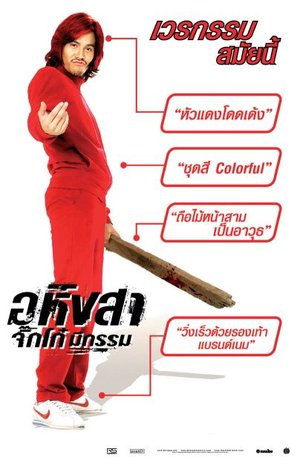 เวรกรรม
สมัยนี้
“หัวแดงโดดเด้ง”
“ชุดสี Colorful”
“ถือไม้หน้าสาม
เป็นอาวุธ”
อหิงสา
จิ๊กโก๋ มีกรรม
“วิ่งเร็วด้วยรองเท้า
แบรนด์เนม”